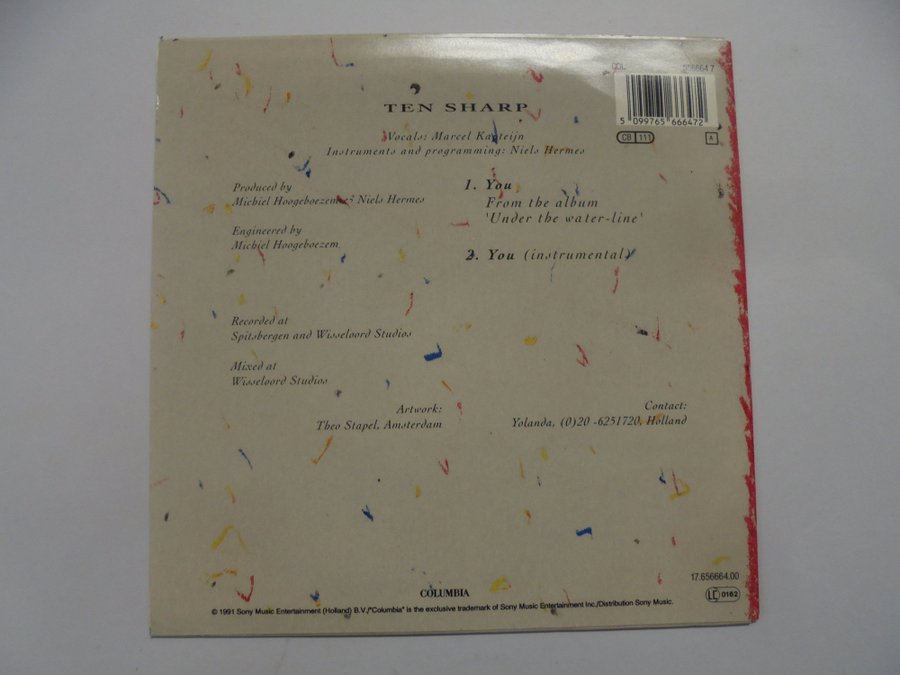 COL 656664 7
5 099765 666472
CB 111
A
TEN SHARP
Vocals: Marcel Kapteijn
Instruments and programming: Niels Hermes
Produced by
Michiel Hoogeboezem & Niels Hermes
Engineered by
Michiel Hoogeboezem
1. You
From the album
'Under the water-line'
2. You (instrumental)
Recorded at
Spitsbergen and Wisseloord Studios
Mixed at
Wisseloord Studios
Artwork:
Theo Stapel, Amsterdam
Contact:
Yolanda, (0)20 -6251720, Holland
17.656664.00
LC 0162
COLUMBIA
© 1991 Sony Music Entertainment (Holland) B.V./"Columbia" is the exclusive trademark of Sony Music Entertainment Inc./Distribution Sony Music.